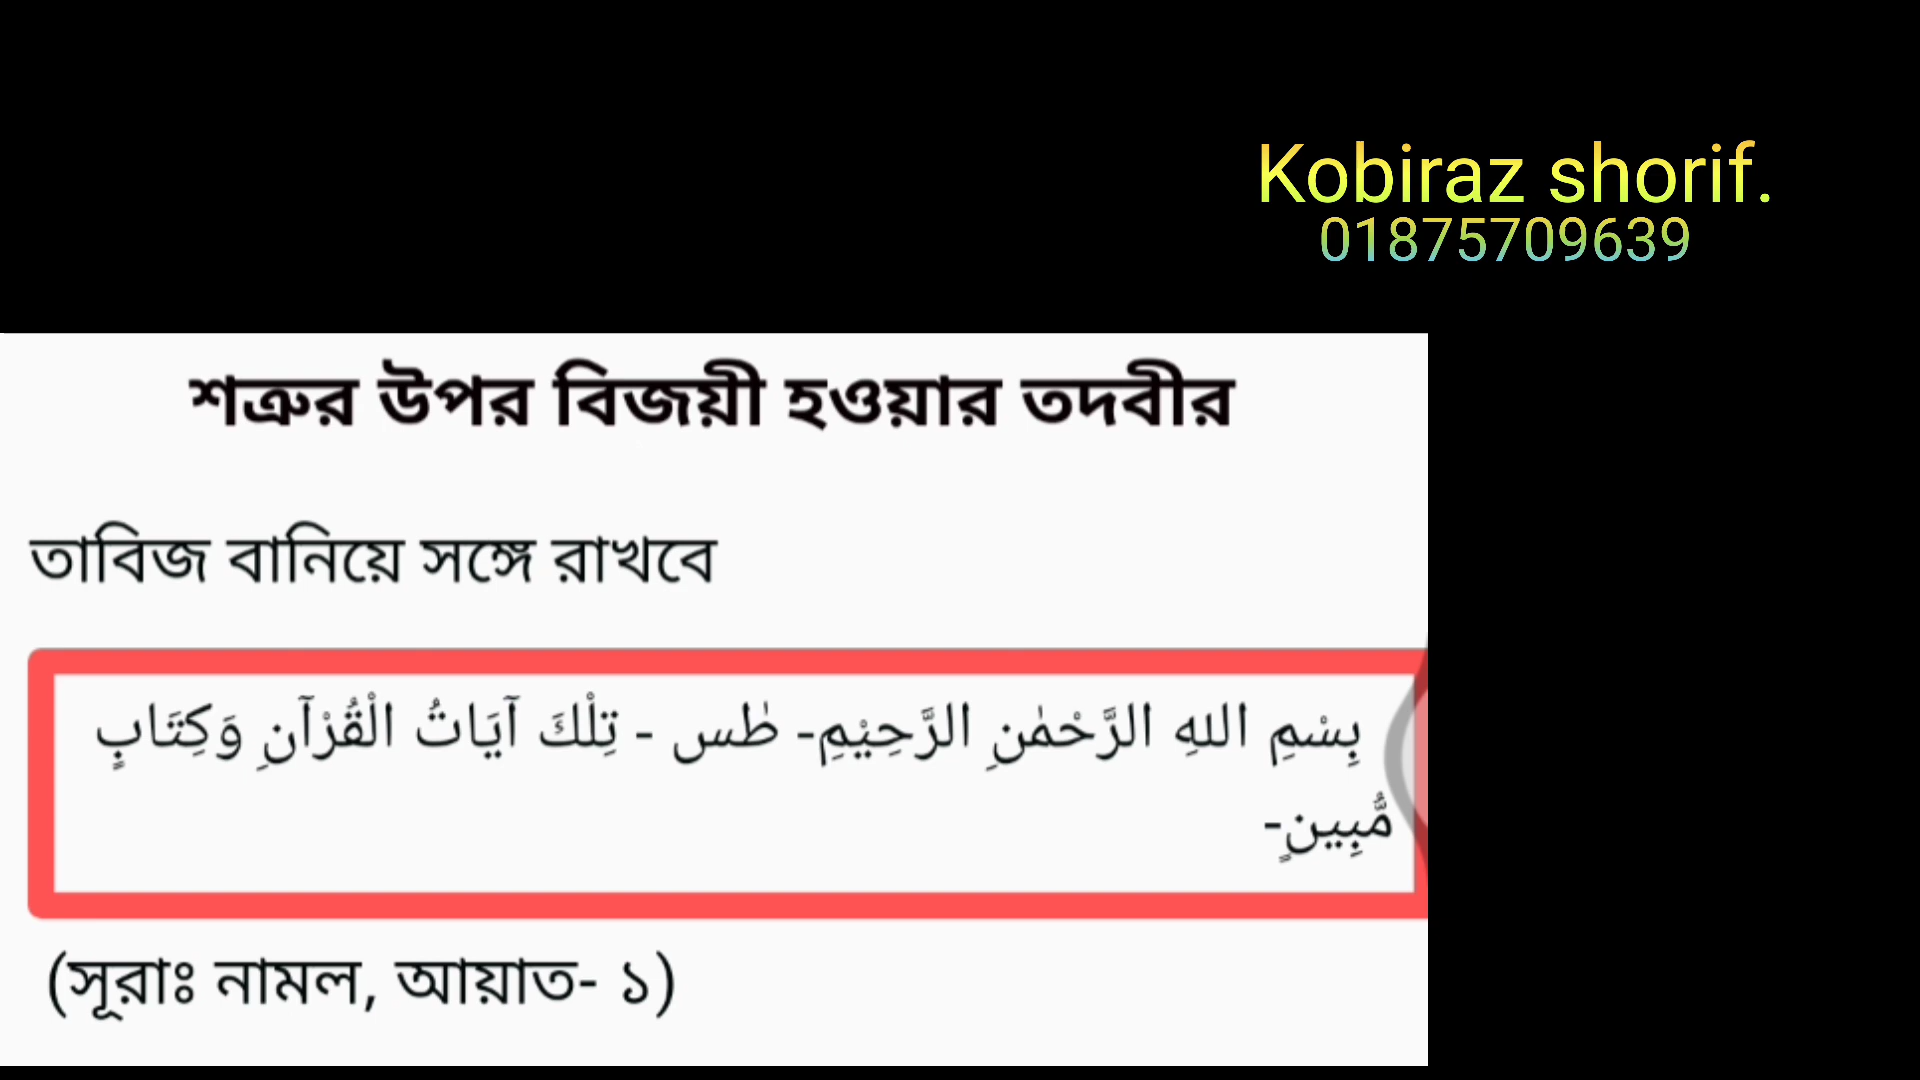 Kobiraz shorif.
01875709639
শত্রুর উপর বিজয়ী হওয়ার তদবীর
তাবিজ বানিয়ে সঙ্গে রাখবে
بِسْمِ اللهِ الرَّحْمٰنِ الرَّحِيْمِ- طٰس - تِلْكَ آيَاتُ الْقُرْآنِ وَكِتَابٍ
مُّبِينٍ-
(সূরাঃ নামল, আয়াত- ১)